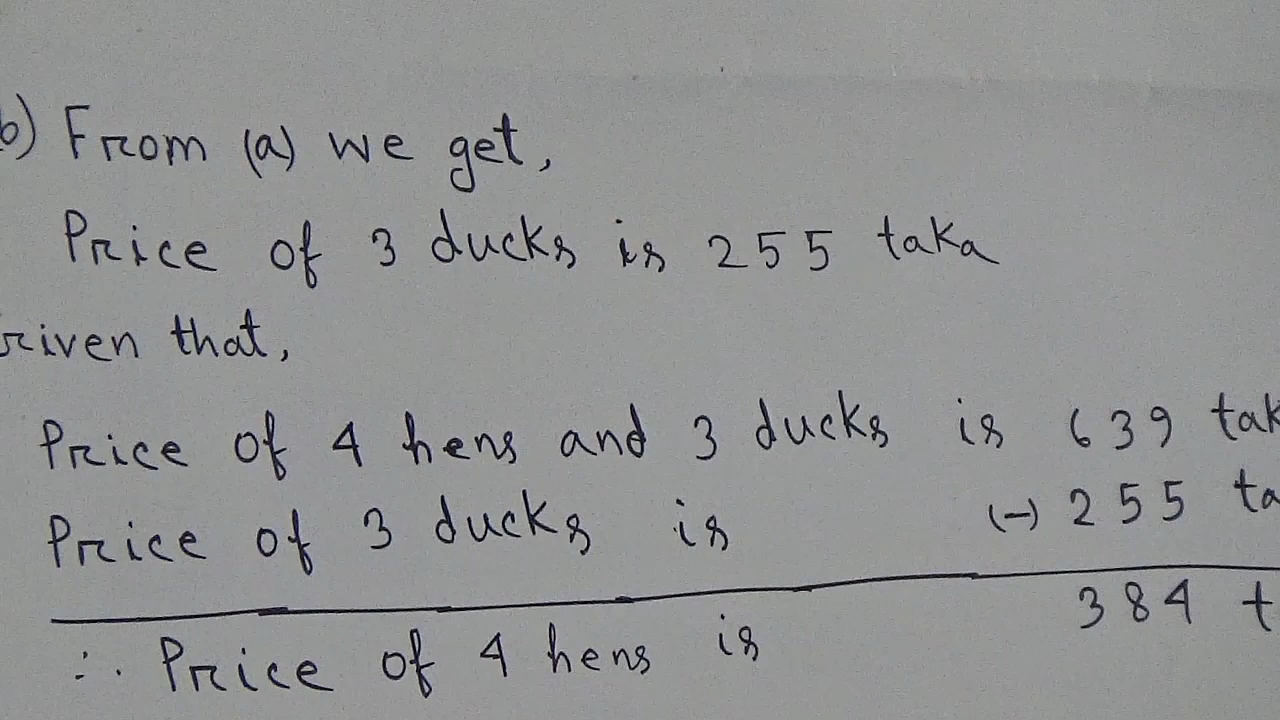 b) From (a) we get,
Price of 3 ducks is 255 taka
Given that,
Price of 4 hens and 3 ducks is 639 tak
Price of 3 ducks is (-) 255 ta
384 t
∴ Price of 4 hens is